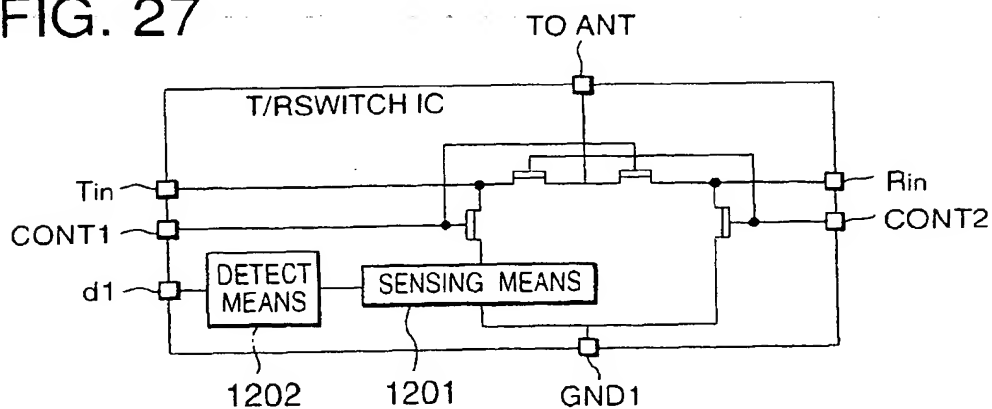 FIG. 27
TO ANT
T/RSWITCH IC
Tin
Rin
CONT1
CONT2
d1
DETECT
MEANS
SENSING MEANS
1202
1201
GND1